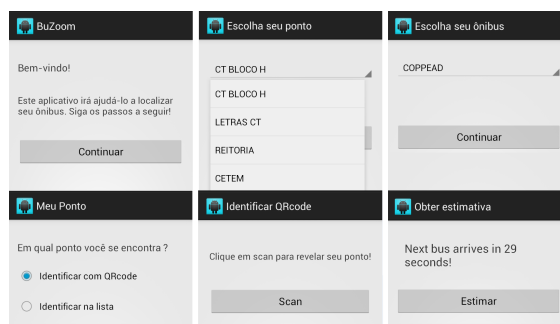 BuZoom
Bem-vindo!
Este aplicativo irá ajudá-lo a localizar
seu ônibus. Siga os passos a seguir!
Continuar
Escolha seu ponto
CT BLOCO H
CT BLOCO H
LETRAS CT
REITORIA
CETEM
Escolha seu ônibus
COPPEAD
Continuar
Meu Ponto
Em qual ponto você se encontra ?
Identificar com QRcode
Identificar na lista
Identificar QRcode
Clique em scan para revelar seu ponto!
Scan
Obter estimativa
Next bus arrives in 29
seconds!
Estimar